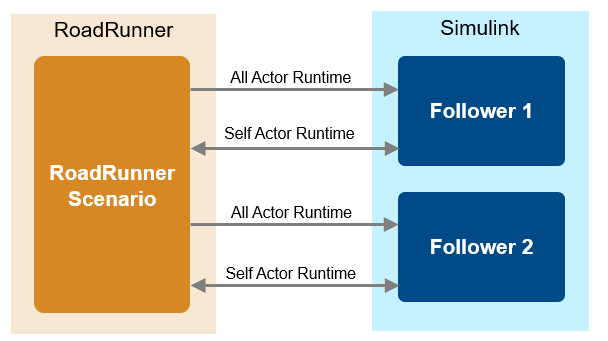 RoadRunner
Simulink
All Actor Runtime
Follower 1
Self Actor Runtime
RoadRunner
Scenario
All Actor Runtime
Follower 2
Self Actor Runtime